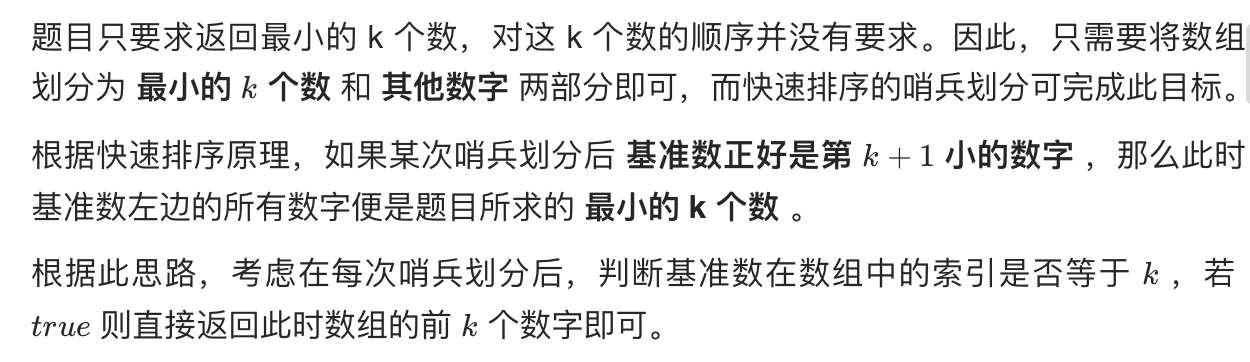 题目只要求返回最小的 k 个数，对这 k 个数的顺序并没有要求。因此，只需要将数组
划分为 最小的 k 个数 和 其他数字 两部分即可，而快速排序的哨兵划分可完成此目标。
根据快速排序原理，如果某次哨兵划分后 基准数正好是第 k + 1 小的数字 ，那么此时
基准数左边的所有数字便是题目所求的 最小的 k 个数 。
根据此思路，考虑在每次哨兵划分后，判断基准数在数组中的索引是否等于 k ，若
true 则直接返回此时数组的前 k 个数字即可。